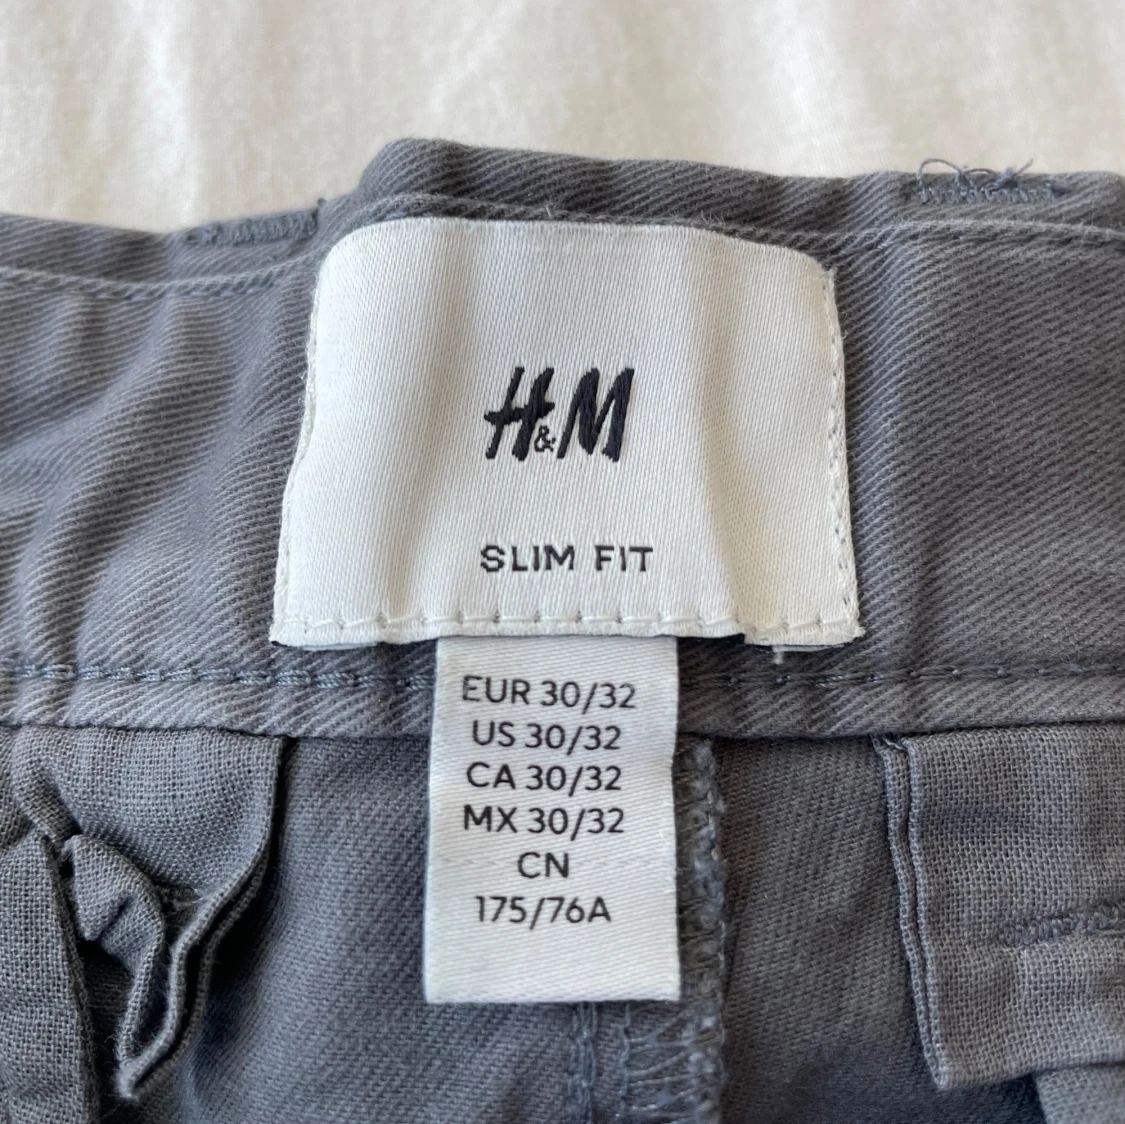 H&M
SLIM FIT
EUR 30/32
US 30/32
CA 30/32
MX 30/32
CN
175/76A